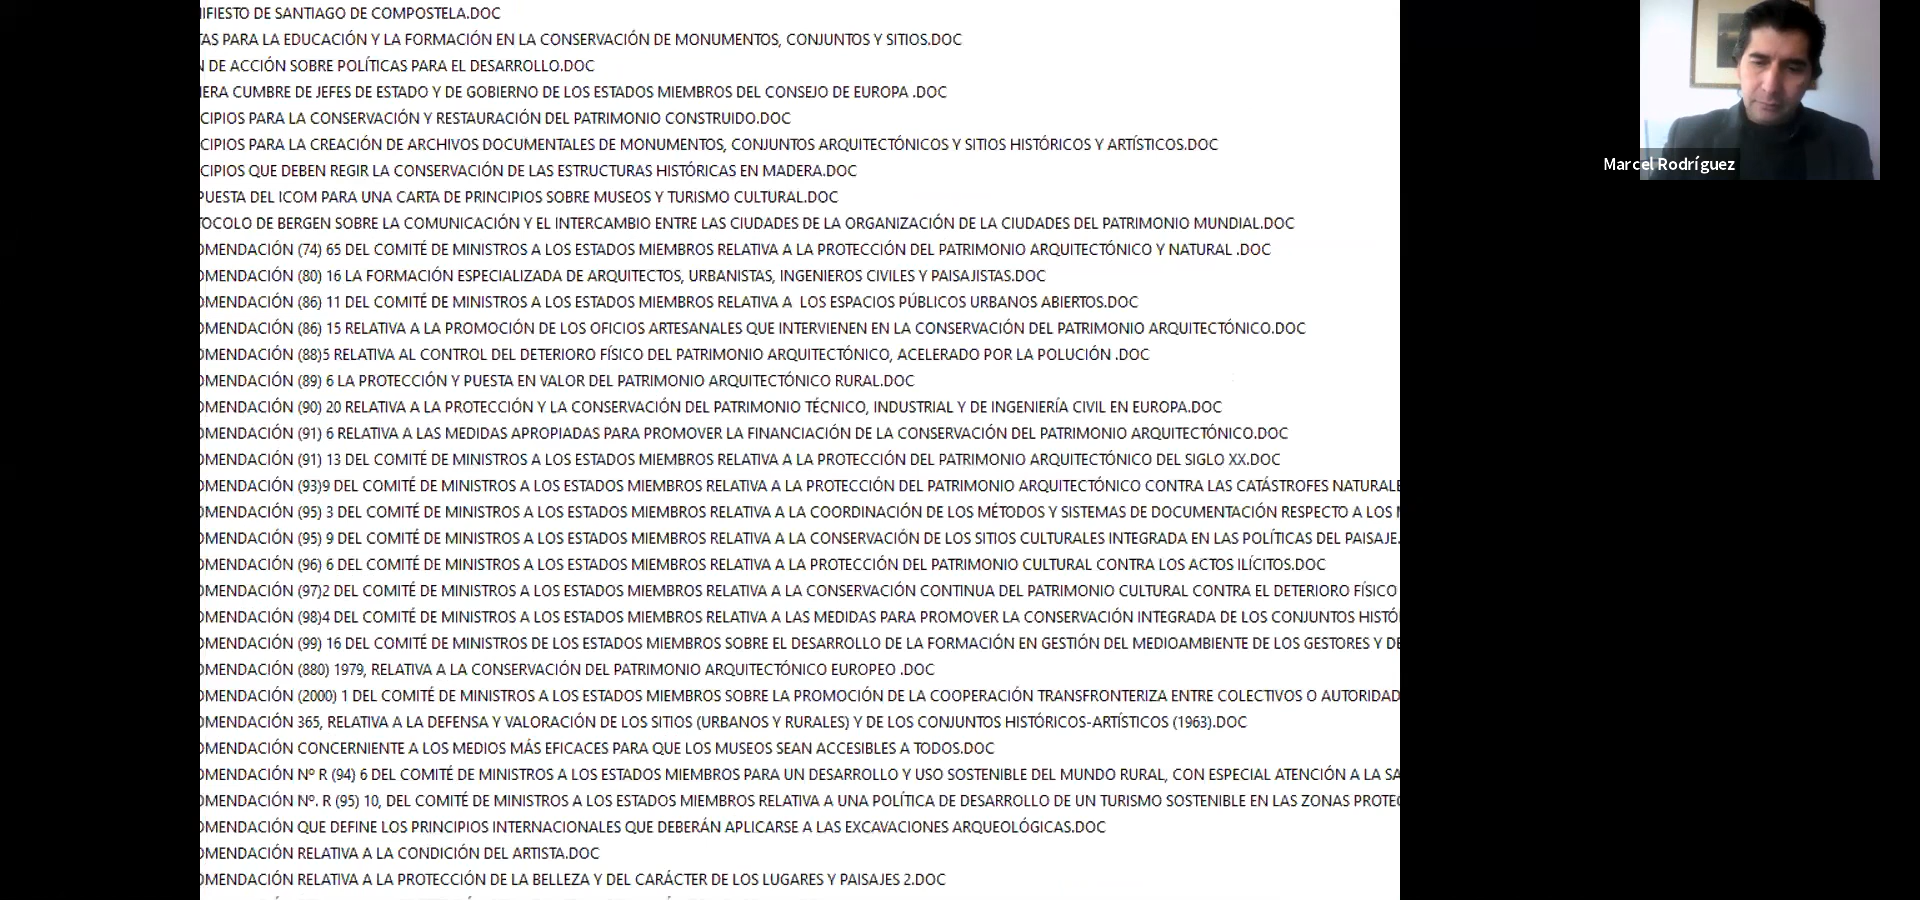 IFIESTO DE SANTIAGO DE COMPOSTELA.DOC
TAS PARA LA EDUCACIÓN Y LA FORMACIÓN EN LA CONSERVACIÓN DE MONUMENTOS, CONJUNTOS Y SITIOS.DOC
N DE ACCIÓN SOBRE POLÍTICAS PARA EL DESARROLLO.DOC
ERA CUMBRE DE JEFES DE ESTADO Y DE GOBIERNO DE LOS ESTADOS MIEMBROS DEL CONSEJO DE EUROPA .DOC
CIPIOS PARA LA CONSERVACIÓN Y RESTAURACIÓN DEL PATRIMONIO CONSTRUIDO.DOC
CIPIOS PARA LA CREACIÓN DE ARCHIVOS DOCUMENTALES DE MONUMENTOS, CONJUNTOS ARQUITECTÓNICOS Y SITIOS HISTÓRICOS Y ARTÍSTICOS.DOC
CIPIOS QUE DEBEN REGIR LA CONSERVACIÓN DE LAS ESTRUCTURAS HISTÓRICAS EN MADERA.DOC
PUESTA DEL ICOM PARA UNA CARTA DE PRINCIPIOS SOBRE MUSEOS Y TURISMO CULTURAL.DOC
TOCOLO DE BERGEN SOBRE LA COMUNICACIÓN Y EL INTERCAMBIO ENTRE LAS CIUDADES DE LA ORGANIZACIÓN DE LA CIUDADES DEL PATRIMONIO MUNDIAL.DOC
OMENDACIÓN (74) 65 DEL COMITÉ DE MINISTROS A LOS ESTADOS MIEMBROS RELATIVA A LA PROTECCIÓN DEL PATRIMONIO ARQUITECTÓNICO Y NATURAL .DOC
OMENDACIÓN (80) 16 LA FORMACIÓN ESPECIALIZADA DE ARQUITECTOS, URBANISTAS, INGENIEROS CIVILES Y PAISAJISTAS.DOC
OMENDACIÓN (86) 11 DEL COMITÉ DE MINISTROS A LOS ESTADOS MIEMBROS RELATIVA A  LOS ESPACIOS PÚBLICOS URBANOS ABIERTOS.DOC
OMENDACIÓN (86) 15 RELATIVA A LA PROMOCIÓN DE LOS OFICIOS ARTESANALES QUE INTERVIENEN EN LA CONSERVACIÓN DEL PATRIMONIO ARQUITECTÓNICO.DOC
OMENDACIÓN (88)5 RELATIVA AL CONTROL DEL DETERIORO FÍSICO DEL PATRIMONIO ARQUITECTÓNICO, ACELERADO POR LA POLUCIÓN .DOC
OMENDACIÓN (89) 6 LA PROTECCIÓN Y PUESTA EN VALOR DEL PATRIMONIO ARQUITECTÓNICO RURAL.DOC
OMENDACIÓN (90) 20 RELATIVA A LA PROTECCIÓN Y LA CONSERVACIÓN DEL PATRIMONIO TÉCNICO, INDUSTRIAL Y DE INGENIERÍA CIVIL EN EUROPA.DOC
OMENDACIÓN (91) 6 RELATIVA A LAS MEDIDAS APROPIADAS PARA PROMOVER LA FINANCIACIÓN DE LA CONSERVACIÓN DEL PATRIMONIO ARQUITECTÓNICO.DOC
OMENDACIÓN (91) 13 DEL COMITÉ DE MINISTROS A LOS ESTADOS MIEMBROS RELATIVA A LA PROTECCIÓN DEL PATRIMONIO ARQUITECTÓNICO DEL SIGLO XX.DOC
OMENDACIÓN (93)9 DEL COMITÉ DE MINISTROS A LOS ESTADOS MIEMBROS RELATIVA A LA PROTECCIÓN DEL PATRIMONIO ARQUITECTÓNICO CONTRA LAS CATÁSTROFES NATURALE
OMENDACIÓN (95) 3 DEL COMITÉ DE MINISTROS A LOS ESTADOS MIEMBROS RELATIVA A LA COORDINACIÓN DE LOS MÉTODOS Y SISTEMAS DE DOCUMENTACIÓN RESPECTO A LOS
OMENDACIÓN (95) 9 DEL COMITÉ DE MINISTROS A LOS ESTADOS MIEMBROS RELATIVA A LA CONSERVACIÓN DE LOS SITIOS CULTURALES INTEGRADA EN LAS POLÍTICAS DEL PAISAJE.
OMENDACIÓN (96) 6 DEL COMITÉ DE MINISTROS A LOS ESTADOS MIEMBROS RELATIVA A LA PROTECCIÓN DEL PATRIMONIO CULTURAL CONTRA LOS ACTOS ILÍCITOS.DOC
OMENDACIÓN (97)2 DEL COMITÉ DE MINISTROS A LOS ESTADOS MIEMBROS RELATIVA A LA CONSERVACIÓN CONTINUA DEL PATRIMONIO CULTURAL CONTRA EL DETERIORO FÍSICO
OMENDACIÓN (98)4 DEL COMITÉ DE MINISTROS A LOS ESTADOS MIEMBROS RELATIVA A LAS MEDIDAS PARA PROMOVER LA CONSERVACIÓN INTEGRADA DE LOS CONJUNTOS HISTÓ
OMENDACIÓN (99) 16 DEL COMITÉ DE MINISTROS DE LOS ESTADOS MIEMBROS SOBRE EL DESARROLLO DE LA FORMACIÓN EN GESTIÓN DEL MEDIOAMBIENTE DE LOS GESTORES Y DE
OMENDACIÓN (880) 1979, RELATIVA A LA CONSERVACIÓN DEL PATRIMONIO ARQUITECTÓNICO EUROPEO .DOC
OMENDACIÓN (2000) 1 DEL COMITÉ DE MINISTROS A LOS ESTADOS MIEMBROS SOBRE LA PROMOCIÓN DE LA COOPERACIÓN TRANSFRONTERIZA ENTRE COLECTIVOS O AUTORIDAD
OMENDACIÓN 365, RELATIVA A LA DEFENSA Y VALORACIÓN DE LOS SITIOS (URBANOS Y RURALES) Y DE LOS CONJUNTOS HISTÓRICOS-ARTÍSTICOS (1963).DOC
OMENDACIÓN CONCERNIENTE A LOS MEDIOS MÁS EFICACES PARA QUE LOS MUSEOS SEAN ACCESIBLES A TODOS.DOC
OMENDACIÓN Nº R (94) 6 DEL COMITÉ DE MINISTROS A LOS ESTADOS MIEMBROS PARA UN DESARROLLO Y USO SOSTENIBLE DEL MUNDO RURAL, CON ESPECIAL ATENCIÓN A LA SA
OMENDACIÓN Nº. R (95) 10, DEL COMITÉ DE MINISTROS A LOS ESTADOS MIEMBROS RELATIVA A UNA POLÍTICA DE DESARROLLO DE UN TURISMO SOSTENIBLE EN LAS ZONAS PROTEC
OMENDACIÓN QUE DEFINE LOS PRINCIPIOS INTERNACIONALES QUE DEBERÁN APLICARSE A LAS EXCAVACIONES ARQUEOLÓGICAS.DOC
OMENDACIÓN RELATIVA A LA CONDICIÓN DEL ARTISTA.DOC
OMENDACIÓN RELATIVA A LA PROTECCIÓN DE LA BELLEZA Y DEL CARÁCTER DE LOS LUGARES Y PAISAJES 2.DOC
Marcel Rodríguez